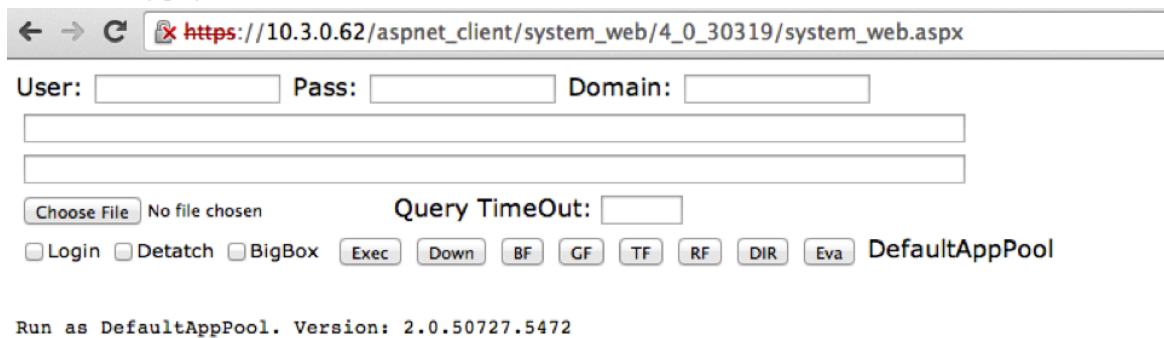 https://10.3.0.62/aspnet_client/system_web/4_0_30319/system_web.aspx
User: Pass: Domain:
Choose File No file chosen Query TimeOut:
Login Detatch BigBox Exec Down BF GF TF RF DIR Eva DefaultAppPool
Run as DefaultAppPool. Version: 2.0.50727.5472